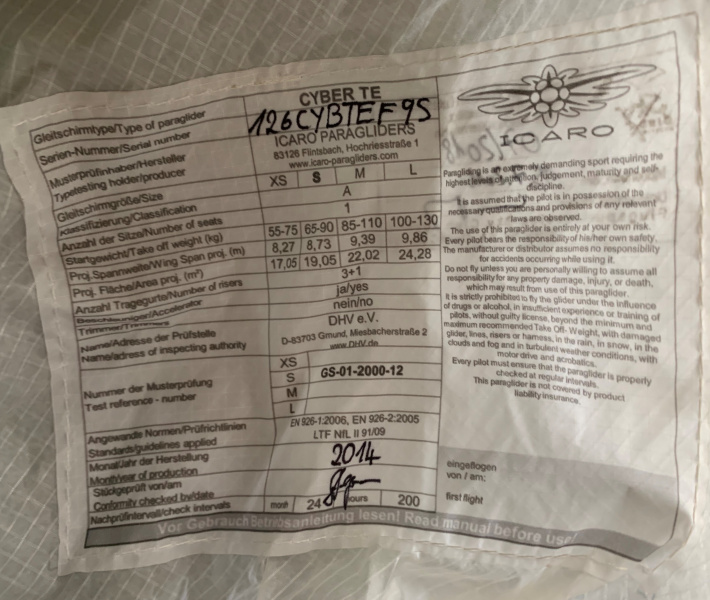 Gleitschirmtype/Type of paraglider CYBER TE
Serien-Nummer/Serial number 126CYBTEF9S
Musterprüfinhaber/Hersteller ICARO PARAGLIDERS
Typetesting holder/producer 83126 Flintsbach, Hochriesstraße 1
www.icaro-paragliders.com
Gleitschirmgröße/Size XS S M L
Klassifizierung/Classification A
Anzahl der Sitze/Number of seats 1
Startgewicht/Take off weight (kg) 55-75 65-90 85-110 100-130
Proj.Spannweite/Wing Span proj. (m) 8,27 8,73 9,39 9,86
Proj. Fläche/Area proj. (m²) 17,05 19,05 22,02 24,28
Anzahl Tragegurte/Number of risers 3+1
Beschleuniger/Accelerator ja/yes
Trimmer/Trimmers nein/no
Name/Adresse der Prüfstelle DHV e.V.
Name/adress of inspecting authority D-83703 Gmund, Miesbacherstraße 2
www.DHV.de
Nummer der Musterprüfung
Test reference - number
XS
S GS-01-2000-12
M
L
Angewande Normen/Prüfrichtlinien EN 926-1:2006, EN 926-2:2005
Standards/guidelines applied LTF NfL II 91/09
Monat/Jahr der Herstellung 2014
Month/year of production
Stückgeprüft von/am
Conformity checked by/date
Nachprüfintervall/check intervals month 24 hours 200
ICARO
Paragliding is an extremely demanding sport requiring the
highest levels of attention, judgement, maturity and self-
discipline.
It is assumed that the pilot is in possession of the
necessary qualifications and provisions of any relevant
laws are observed.
The use of this paraglider is entirely at your own risk.
Every pilot bears the responsibility of his/her own safety.
The manufacturer or distributor assumes no responsibility
for accidents occurring while using it.
Do not fly unless you are personally willing to assume all
responsibility for any property damage, injury, or death,
which may result from use of this paraglider.
It is strictly prohibited to fly the glider under the influence
of drugs or alcohol, in insufficient experience or training of
pilots, without guilty license, beyond the minimum and
maximum recommended Take Off- Weight, with damaged
glider, lines, risers or harness, in the rain, in snow, in the
clouds and fog and in turbulent weather conditions, with
motor drive and acrobatics.
Every pilot must ensure that the paraglider is properly
checked at regular intervals.
This paraglider is not covered by product
liability insurance.
eingeflogen
von / am:
first flight
Vor Gebrauch Betriebsanleitung lesen! Read manual before use!